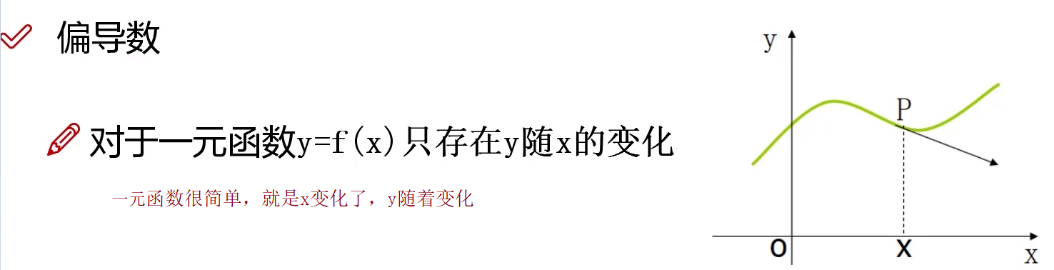 偏导数
对于一元函数y=f(x)只存在y随x的变化
一元函数很简单，就是x变化了，y随着变化
y
P
O
X
x